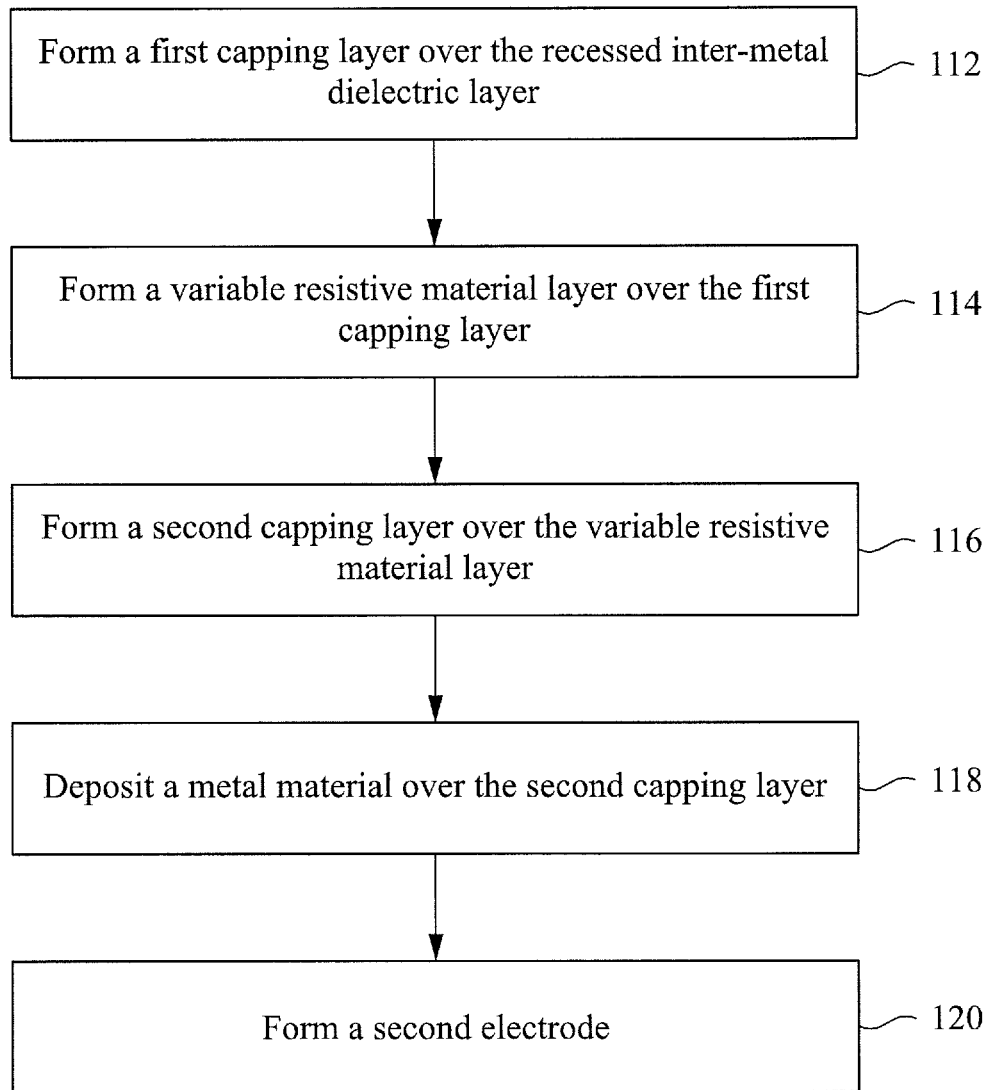 Form a first capping layer over the recessed inter-metal
dielectric layer
112
Form a variable resistive material layer over the first
capping layer
114
Form a second capping layer over the variable resistive
material layer
116
Deposit a metal material over the second capping layer
118
Form a second electrode
120